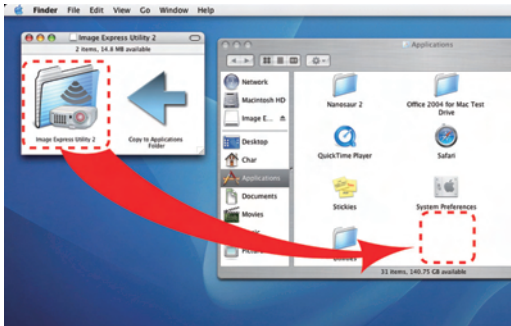 Finder File Edit View Go Window Help
Image Express Utility 2
2 items, 14.8 MB available
Image Express Utility 2
Copy to Applications
Folder
Applications
Network
Macintosh HD
Image E...
Desktop
Char
Applications
Documents
Movies
Nanosaur 2
Office 2004 for Mac Test
Drive
QuickTime Player
Safari
Stickies
System Preferences
31 items, 140.75 GB available